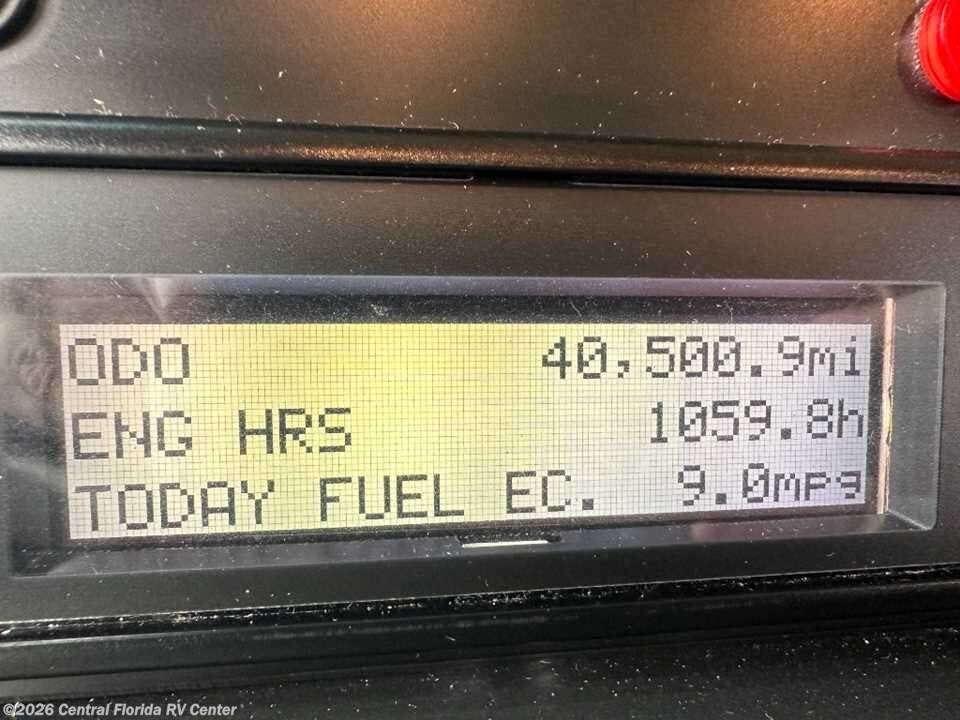 ODO 40,500.9mi
ENG HRS 1059.8h
TODAY FUEL EC. 9.0mpg
©2026 Central Florida RV Center